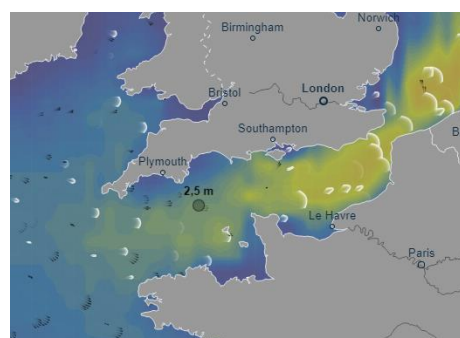 Norwich
Birmingham
Bristol
London
Southampton
Plymouth
2,5 m
Le Havre
Paris
B